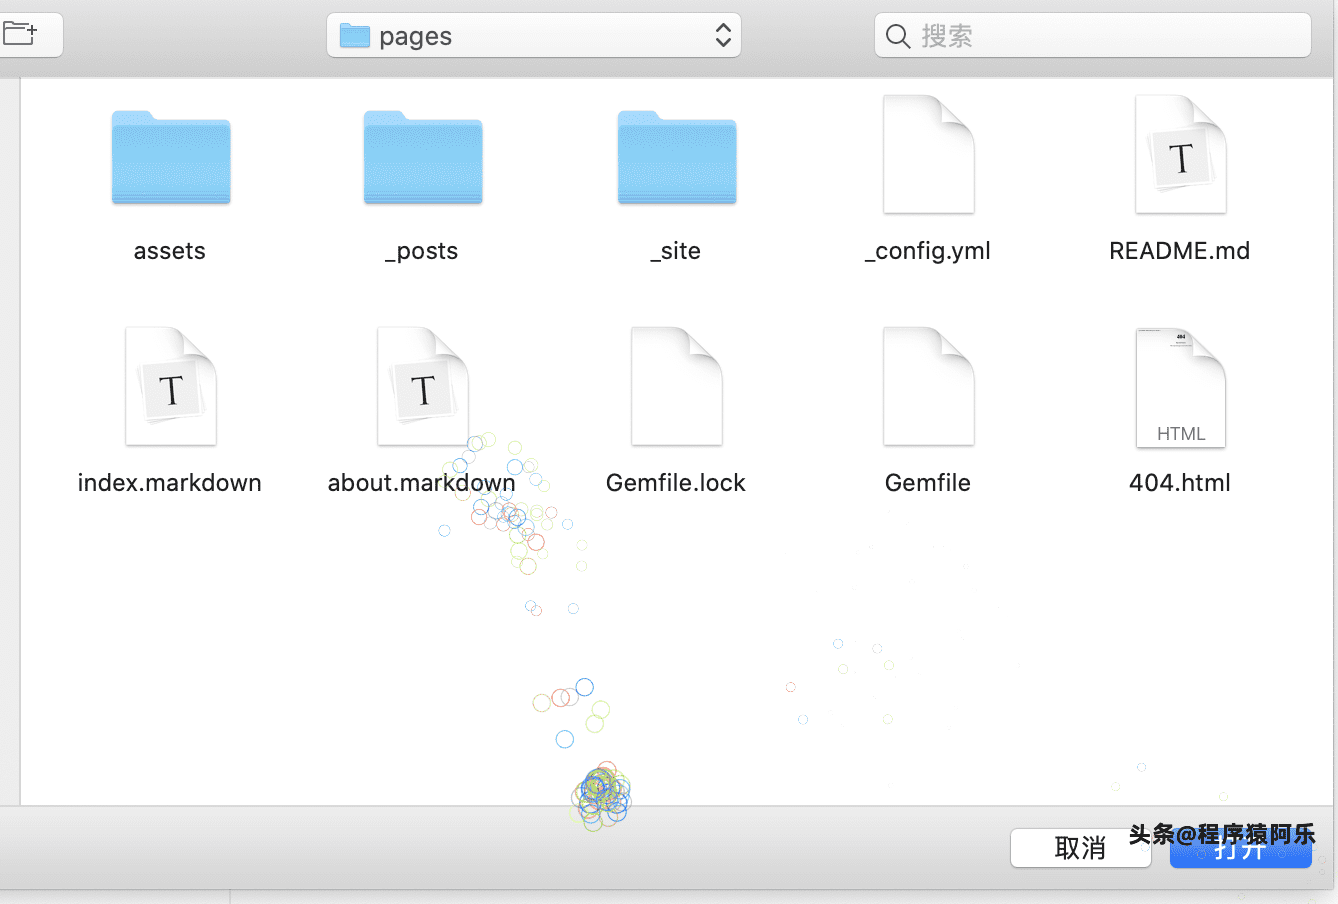 pages
搜索
assets
_posts
_site
_config.yml
T
README.md
T
T
404
HTML
index.markdown
about.markdown
Gemfile.lock
Gemfile
404.html
取消
打开
头条@程序猿阿乐